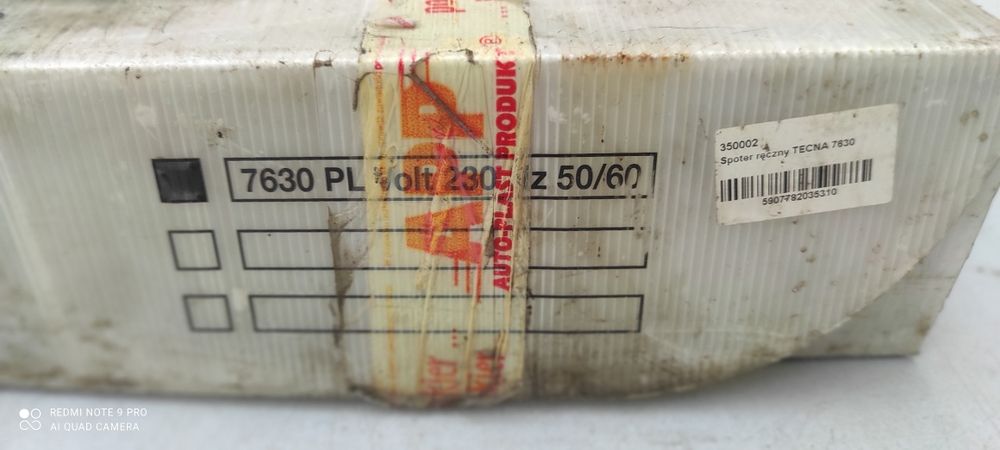 7630 PL Volt 230 Hz 50/60
APP
AUTO-PLAST PRODUKT®
350002
Spoter ręczny TECNA 7630
5907782035310
REDMI NOTE 9 PRO
AI QUAD CAMERA